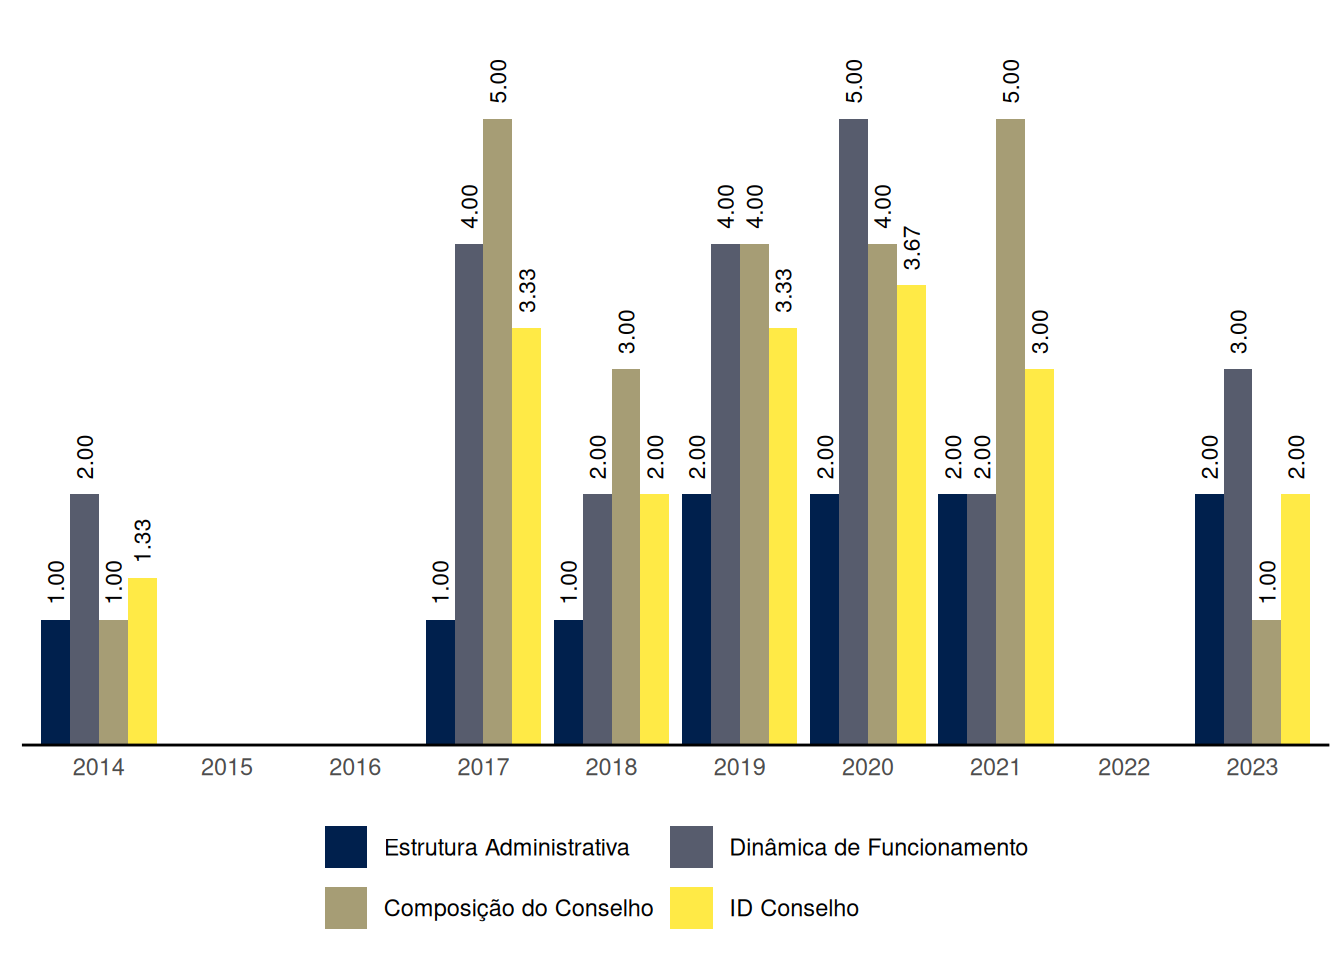 1.00 2.00 1.00 1.33
1.00 4.00 5.00 3.33
1.00 2.00 3.00 2.00
2.00 4.00 4.00 3.33
2.00 5.00 4.00 3.67
2.00 2.00 5.00 3.00
2.00 3.00 1.00 2.00
2014 2015 2016 2017 2018 2019 2020 2021 2022 2023
Estrutura Administrativa Dinâmica de Funcionamento
Composição do Conselho ID Conselho